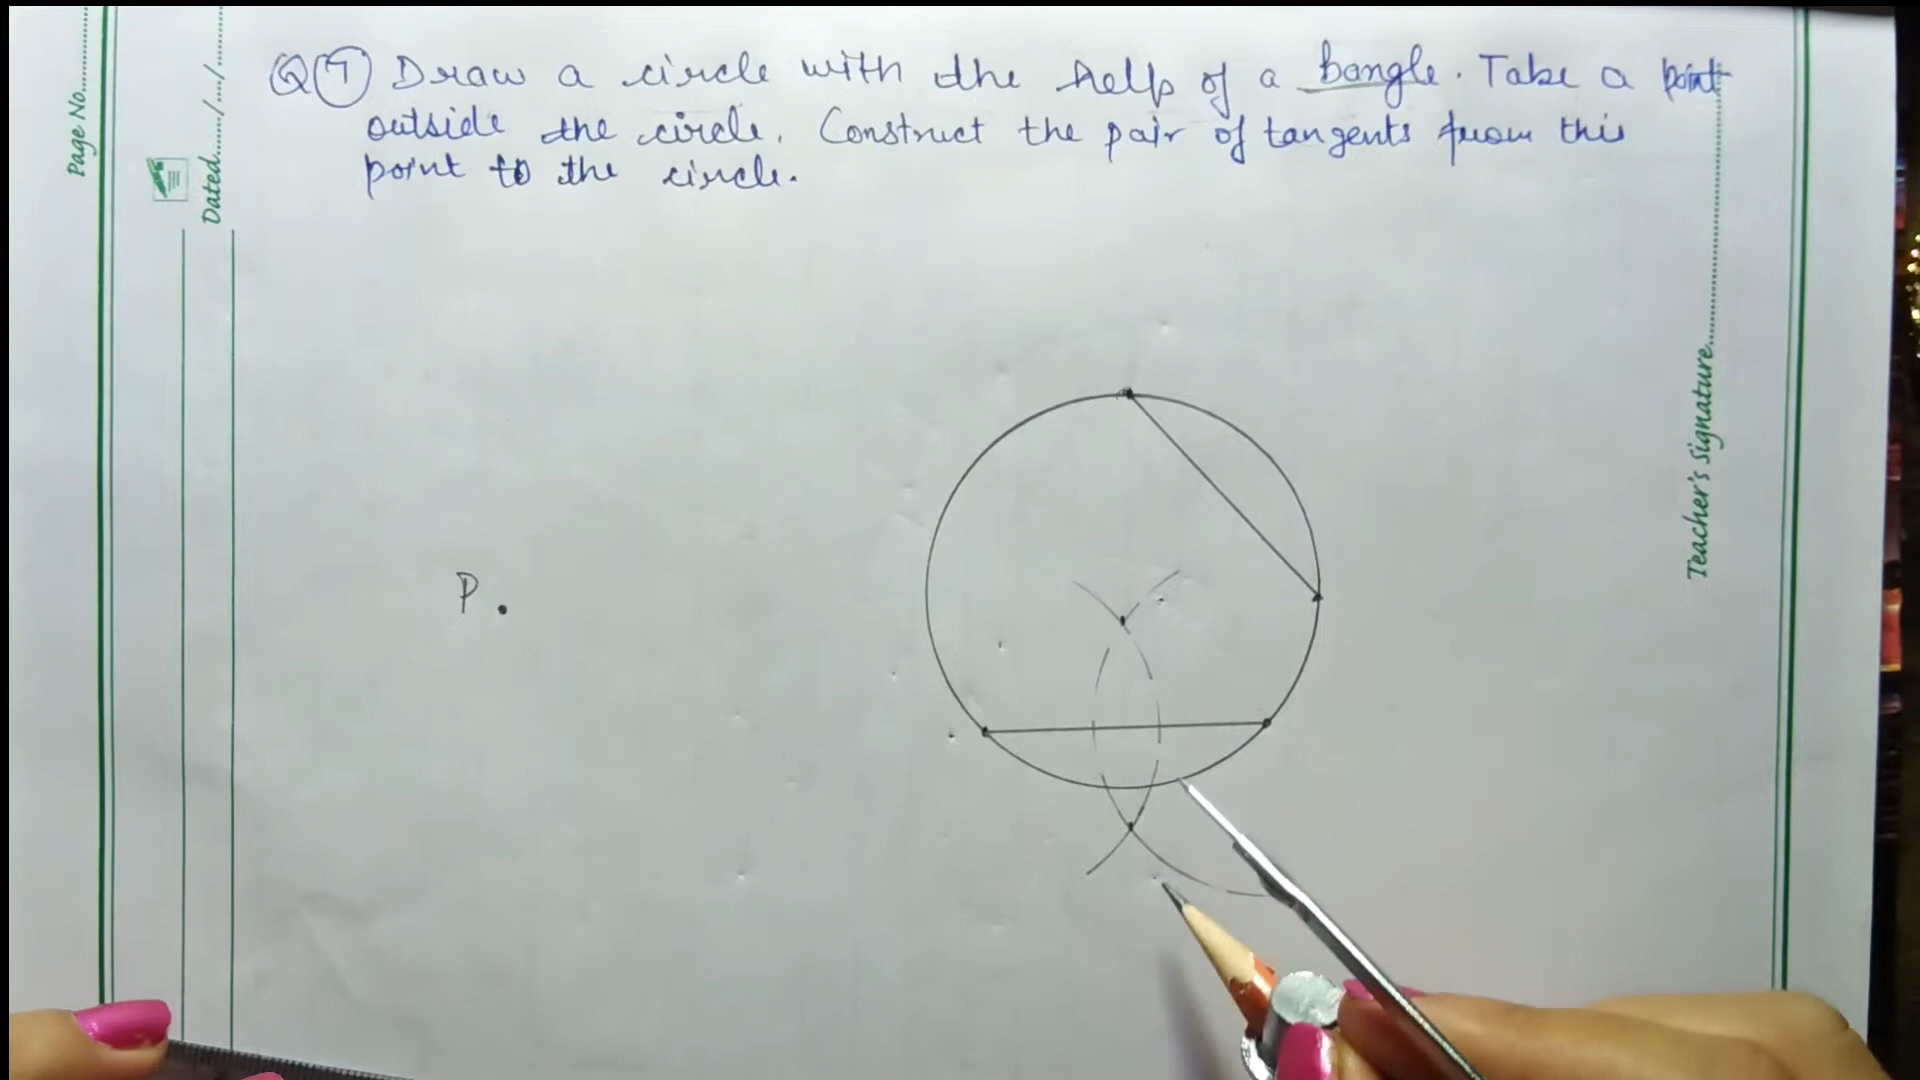 Page No.............
Dated......../...../.....
Q 7 Draw a circle with the help of a bangle. Take a point
outside the circle. Construct the pair of tangents from this
point to the circle.
P
Teacher's Signature..............................